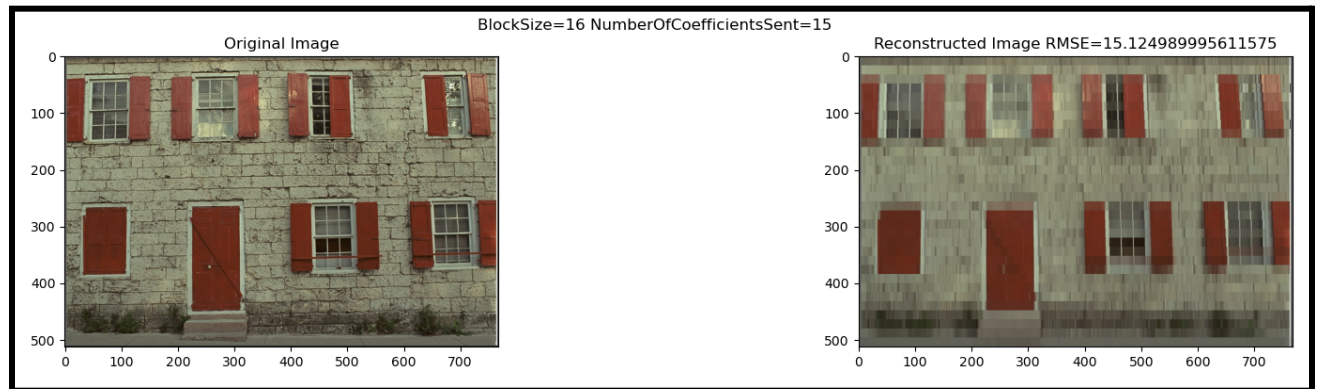 BlockSize=16 NumberOfCoefficientsSent=15
Original Image
Reconstructed Image RMSE=15.124989995611575
0
100
200
300
400
500
0 100 200 300 400 500 600 700
0
100
200
300
400
500
0 100 200 300 400 500 600 700